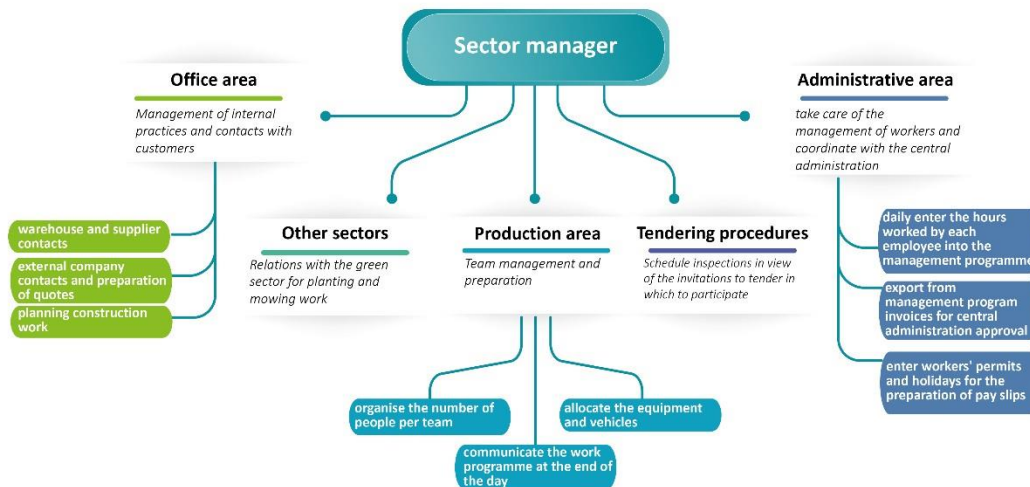 Sector manager
Office area
Management of internal
practices and contacts with
customers
warehouse and supplier
contacts
external company
contacts and preparation
of quotes
planning construction
work
Other sectors
Relations with the green
sector for planting and
mowing work
Production area
Team management and
preparation
organise the number of
people per team
communicate the work
programme at the end of
the day
allocate the equipment
and vehicles
Tendering procedures
Schedule inspections in view
of the invitations to tender in
which to participate
Administrative area
take care of the
management of workers and
coordinate with the central
administration
daily enter the hours
worked by each
employee into the
management programme
export from
management program
invoices for central
administration approval
enter workers' permits
and holidays for the
preparation of pay slips